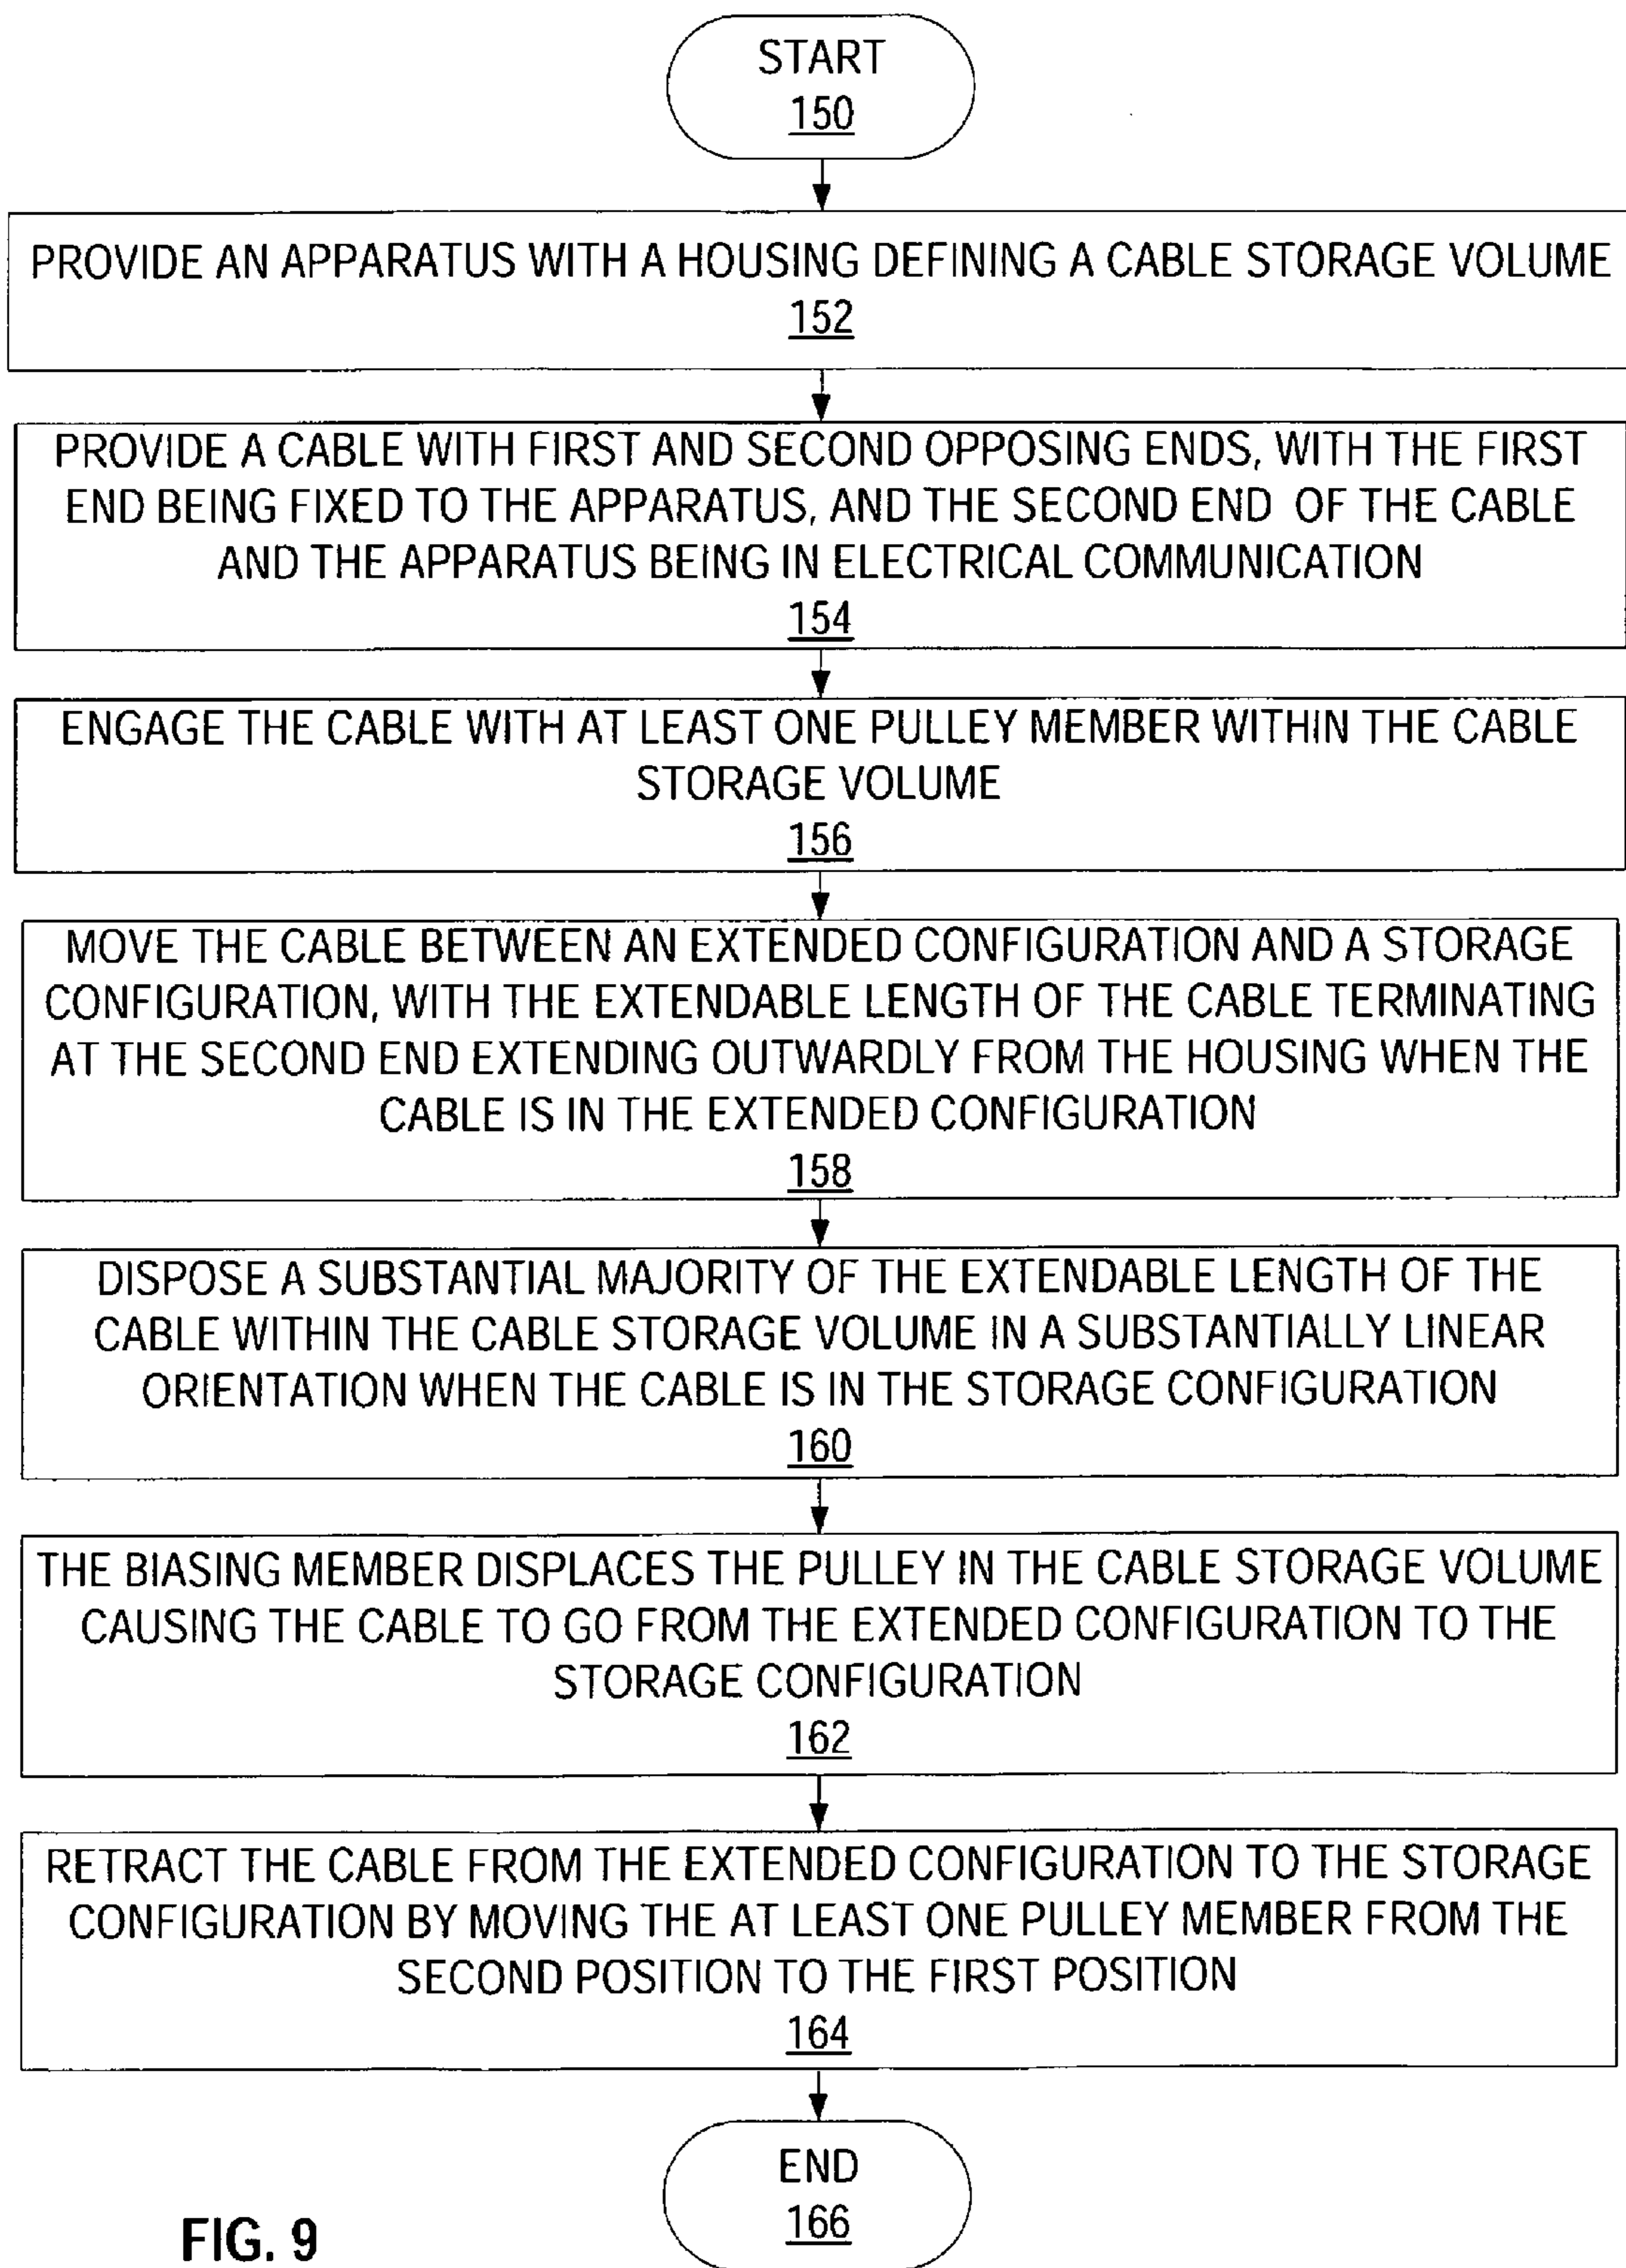 START
150
PROVIDE AN APPARATUS WITH A HOUSING DEFINING A CABLE STORAGE VOLUME
152
PROVIDE A CABLE WITH FIRST AND SECOND OPPOSING ENDS, WITH THE FIRST
END BEING FIXED TO THE APPARATUS, AND THE SECOND END OF THE CABLE
AND THE APPARATUS BEING IN ELECTRICAL COMMUNICATION
154
ENGAGE THE CABLE WITH AT LEAST ONE PULLEY MEMBER WITHIN THE CABLE
STORAGE VOLUME
156
MOVE THE CABLE BETWEEN AN EXTENDED CONFIGURATION AND A STORAGE
CONFIGURATION, WITH THE EXTENDABLE LENGTH OF THE CABLE TERMINATING
AT THE SECOND END EXTENDING OUTWARDLY FROM THE HOUSING WHEN THE
CABLE IS IN THE EXTENDED CONFIGURATION
158
DISPOSE A SUBSTANTIAL MAJORITY OF THE EXTENDABLE LENGTH OF THE
CABLE WITHIN THE CABLE STORAGE VOLUME IN A SUBSTANTIALLY LINEAR
ORIENTATION WHEN THE CABLE IS IN THE STORAGE CONFIGURATION
160
THE BIASING MEMBER DISPLACES THE PULLEY IN THE CABLE STORAGE VOLUME
CAUSING THE CABLE TO GO FROM THE EXTENDED CONFIGURATION TO THE
STORAGE CONFIGURATION
162
RETRACT THE CABLE FROM THE EXTENDED CONFIGURATION TO THE STORAGE
CONFIGURATION BY MOVING THE AT LEAST ONE PULLEY MEMBER FROM THE
SECOND POSITION TO THE FIRST POSITION
164
END
166
FIG. 9